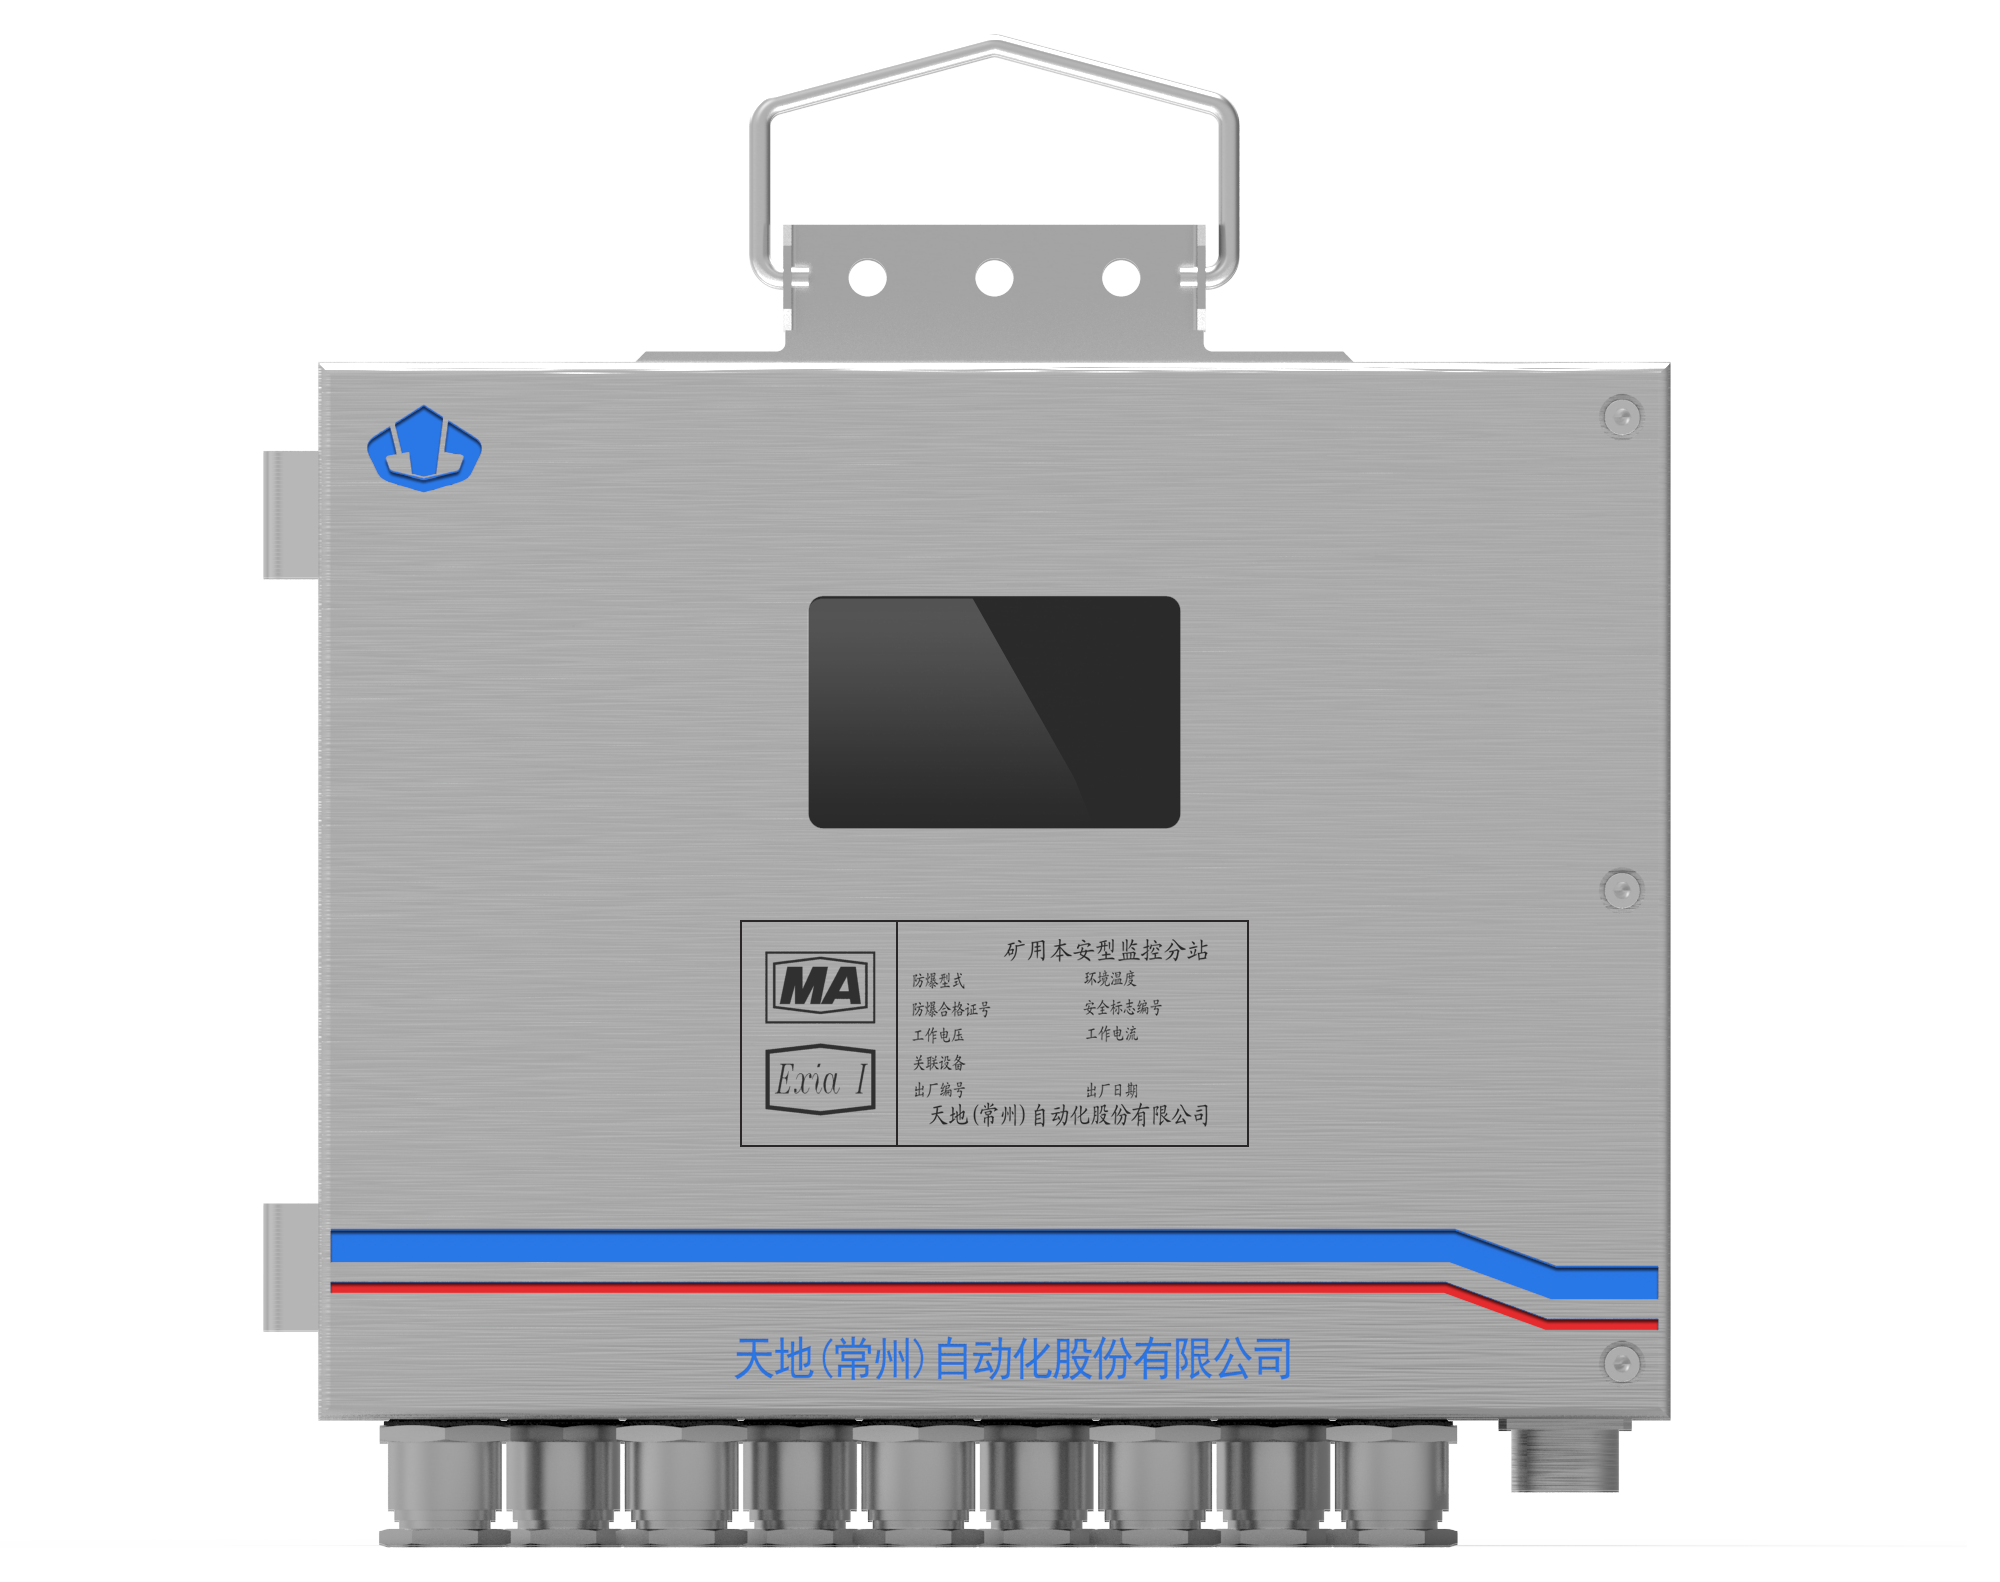 MA
Exia I
矿用本安型监控分站
防爆型式 环境温度
防爆合格证号 安全标志编号
工作电压 工作电流
关联设备
出厂编号 出厂日期
天地(常州)自动化股份有限公司
天地(常州)自动化股份有限公司